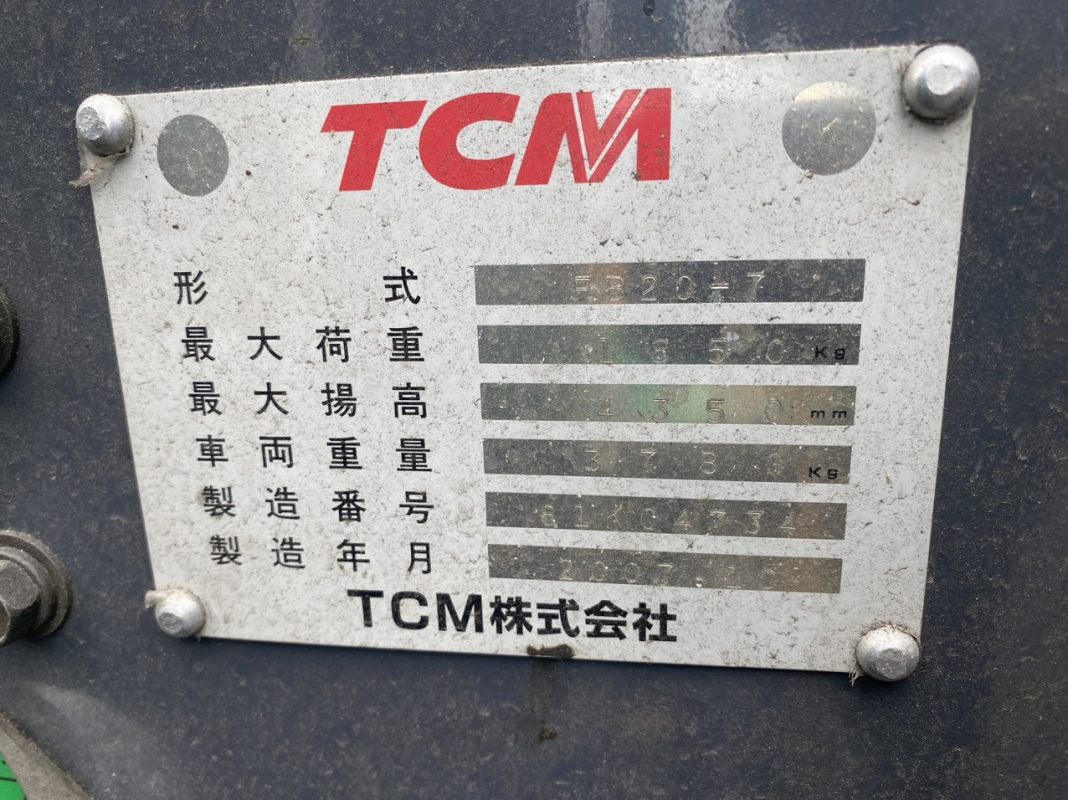 TCM
形式 FB20-7
最大荷重 1650 Kg
最大揚高 4350 mm
車両重量 Kg
製造番号
製造年月
TCM株式会社